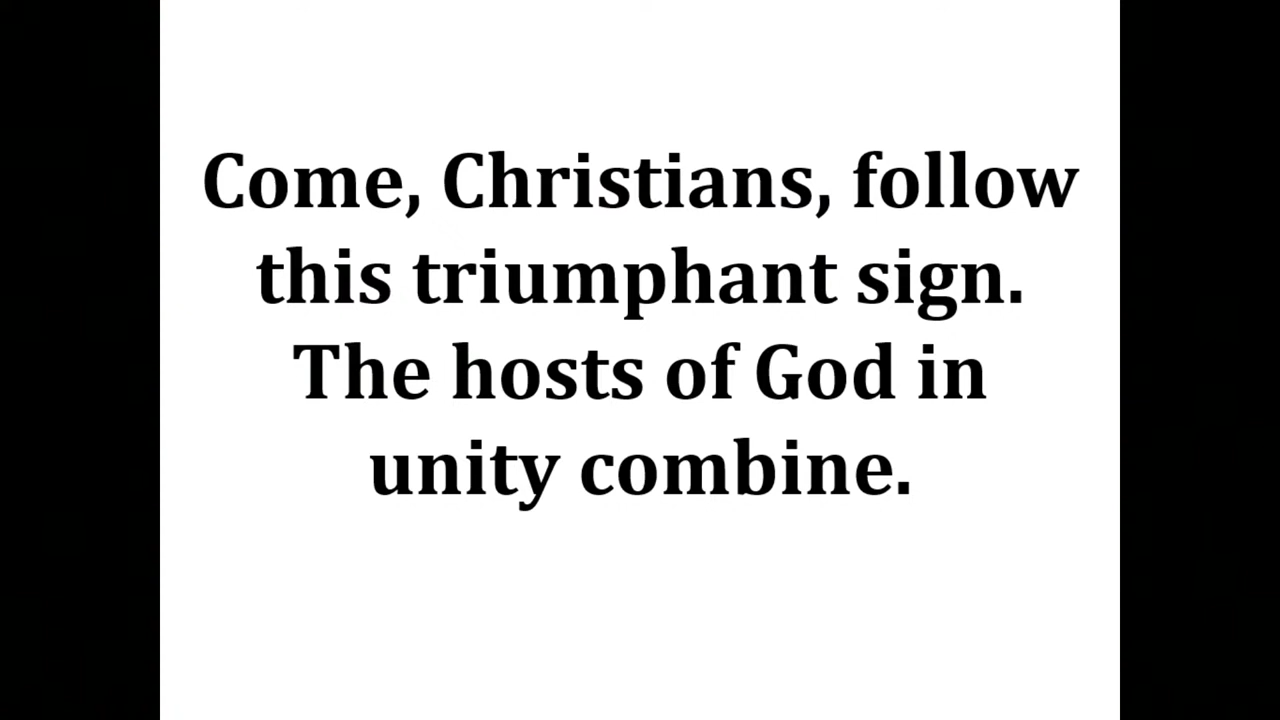 Come, Christians, follow
this triumphant sign.
The hosts of God in
unity combine.